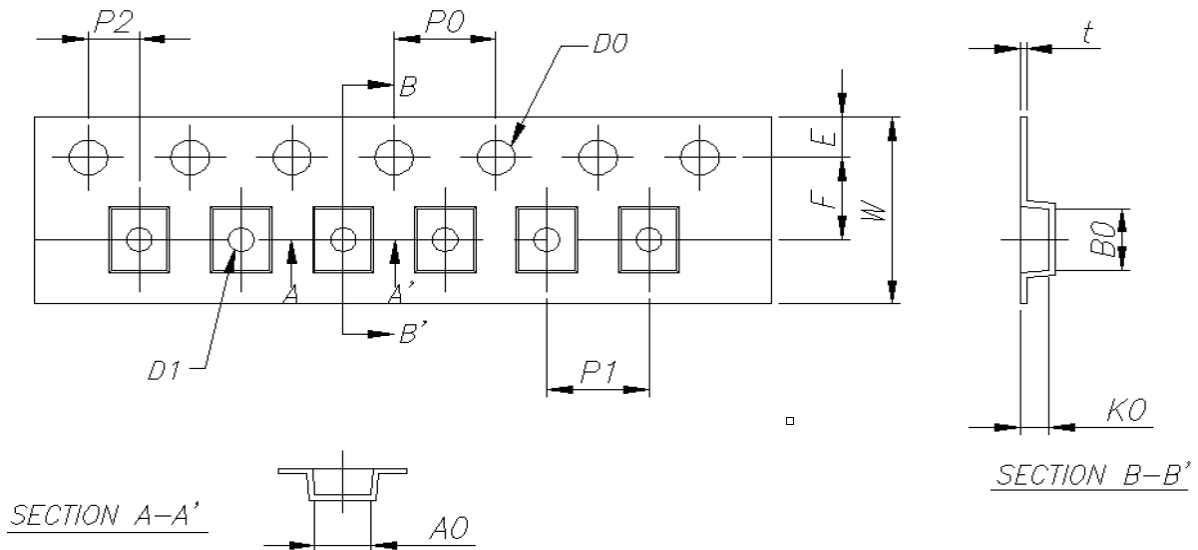 P2
P0
D0
t
B
E
F
W
B0
A
A'
B'
D1
P1
K0
SECTION B-B'
SECTION A-A'
A0